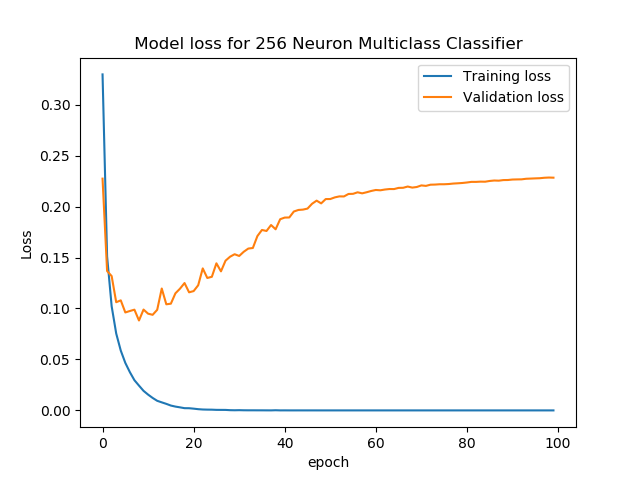 Model loss for 256 Neuron Multiclass Classifier
Training loss
Validation loss
0.30
0.25
0.20
0.15
0.10
0.05
0.00
Loss
0 20 40 60 80 100
epoch